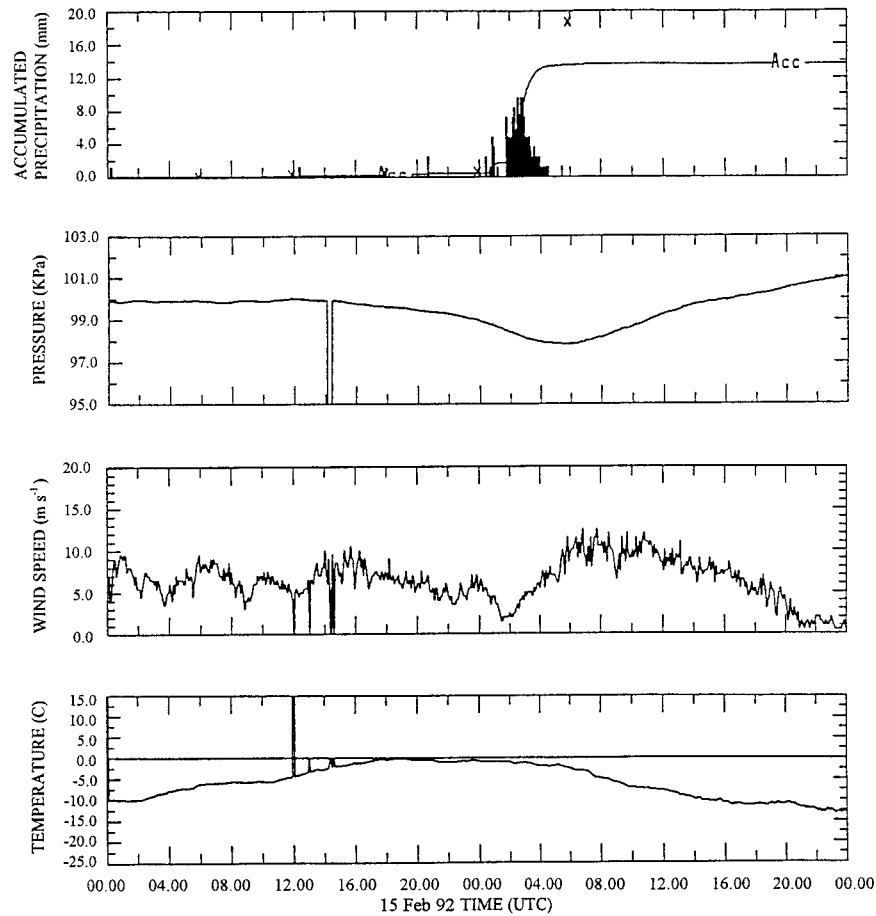 ACCUMULATED
PRECIPITATION (mm)
20.0
16.0
12.0
8.0
4.0
0.0
Acc
Acc
PRESSURE (KPa)
103.0
101.0
99.0
97.0
95.0
WIND SPEED (m s-1)
20.0
15.0
10.0
5.0
0.0
TEMPERATURE (C)
15.0
10.0
5.0
0.0
-5.0
-10.0
-15.0
-20.0
-25.0
00.00 04.00 08.00 12.00 16.00 20.00 00.00 04.00 08.00 12.00 16.00 20.00 00.00
15 Feb 92 TIME (UTC)